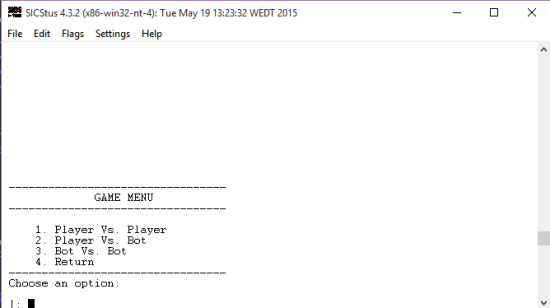 SICStus 4.3.2 (x86-win32-nt-4): Tue May 19 13:23:32 WEDT 2015
File Edit Flags Settings Help
---------------------------------
GAME MENU
---------------------------------
1. Player Vs. Player
2. Player Vs. Bot
3. Bot Vs. Bot
4. Return
---------------------------------
Choose an option:
|: